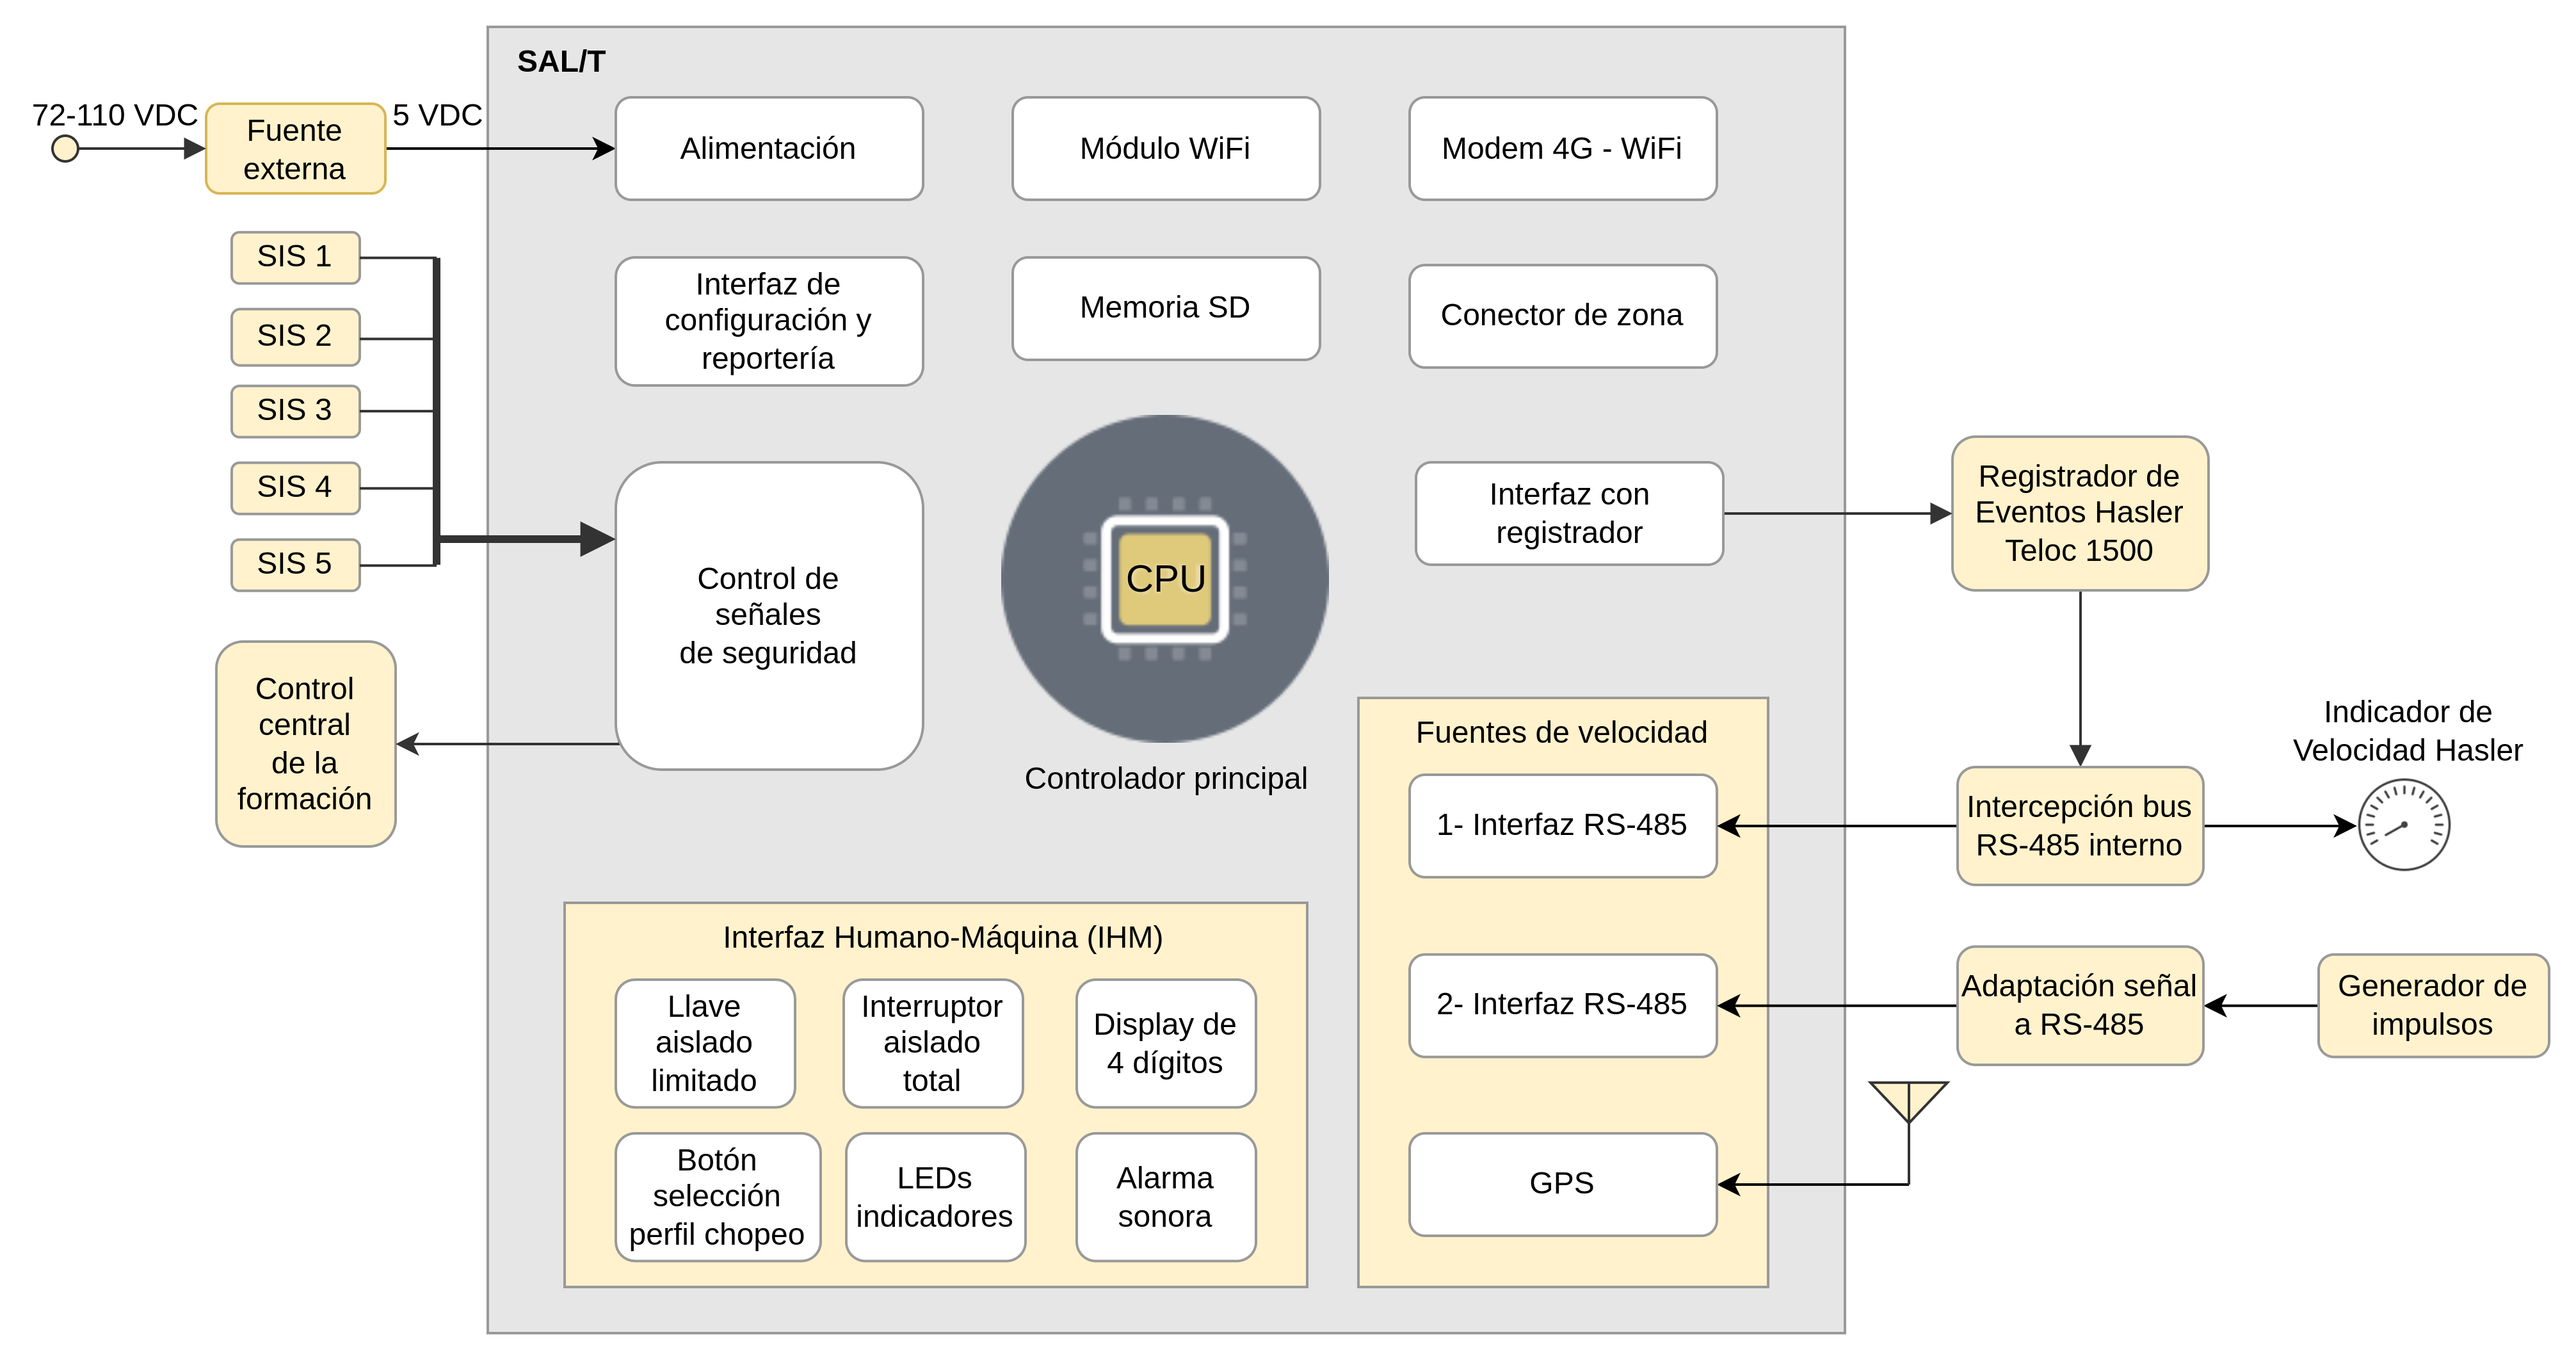 SAL/T
72-110 VDC
Fuente
externa
5 VDC
Alimentación
Módulo WiFi
Modem 4G - WiFi
SIS 1
SIS 2
SIS 3
SIS 4
SIS 5
Interfaz de
configuración y
reportería
Memoria SD
Conector de zona
Control de
señales
de seguridad
CPU
Controlador principal
Interfaz con
registrador
Registrador de
Eventos Hasler
Teloc 1500
Control
central
de la
formación
Fuentes de velocidad
1- Interfaz RS-485
2- Interfaz RS-485
GPS
Intercepción bus
RS-485 interno
Indicador de
Velocidad Hasler
Adaptación señal
a RS-485
Generador de
impulsos
Interfaz Humano-Máquina (IHM)
Llave
aislado
limitado
Interruptor
aislado
total
Display de
4 dígitos
Botón
selección
perfil chopeo
LEDs
indicadores
Alarma
sonora